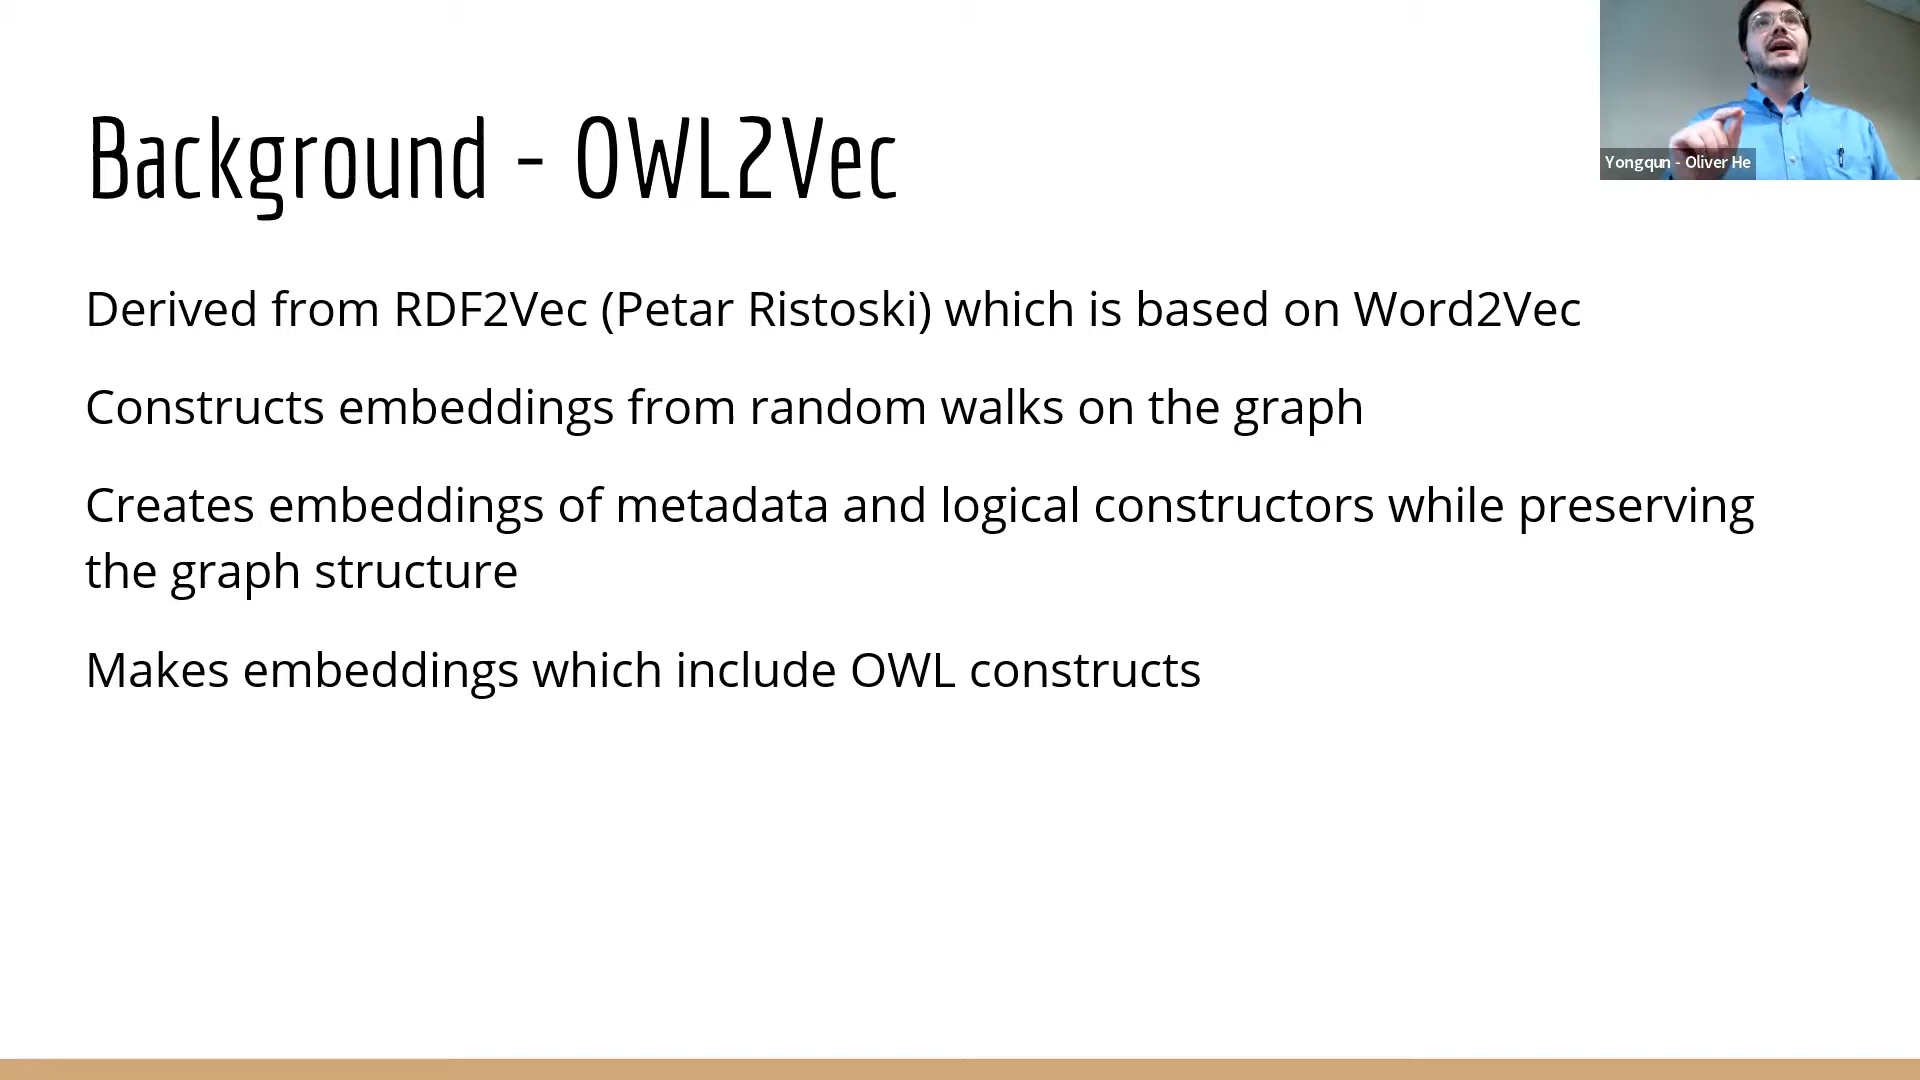 Background - OWL2Vec
Yongqun - Oliver He
Derived from RDF2Vec (Petar Ristoski) which is based on Word2Vec
Constructs embeddings from random walks on the graph
Creates embeddings of metadata and logical constructors while preserving
the graph structure
Makes embeddings which include OWL constructs